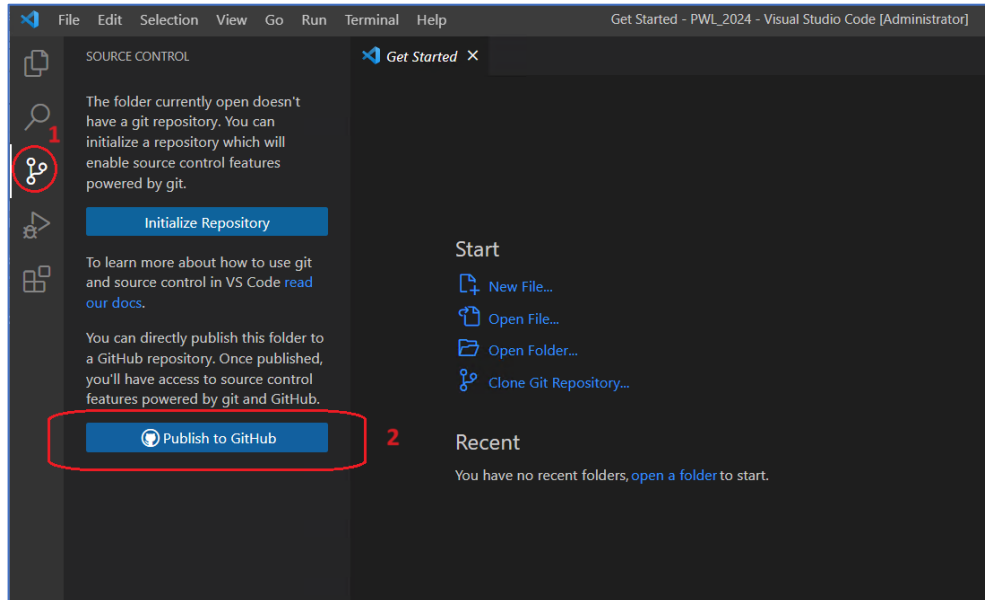 File Edit Selection View Go Run Terminal Help Get Started - PWL_2024 - Visual Studio Code [Administrator]
SOURCE CONTROL
Get Started
The folder currently open doesn't
have a git repository. You can
initialize a repository which will
enable source control features
powered by git.
1
Initialize Repository
To learn more about how to use git
and source control in VS Code read
our docs.
You can directly publish this folder to
a GitHub repository. Once published,
you'll have access to source control
features powered by git and GitHub.
Publish to GitHub
2
Start
New File...
Open File...
Open Folder...
Clone Git Repository...
Recent
You have no recent folders, open a folder to start.